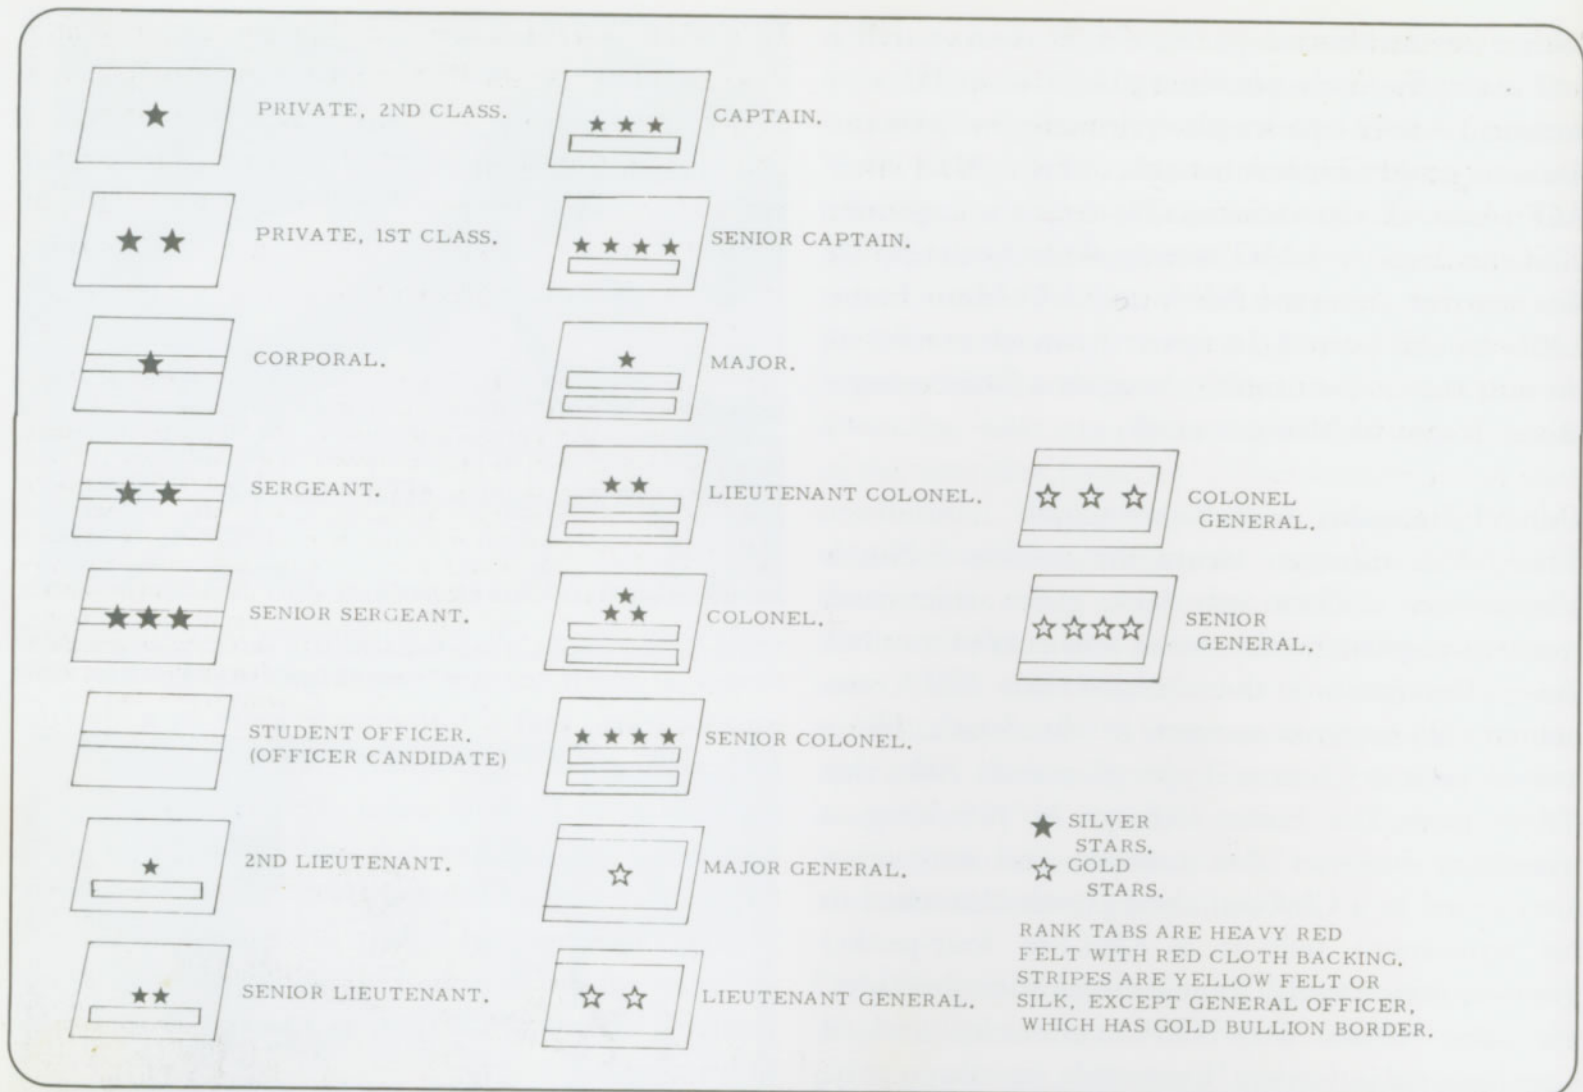 PRIVATE, 2ND CLASS.
PRIVATE, 1ST CLASS.
CORPORAL.
SERGEANT.
SENIOR SERGEANT.
STUDENT OFFICER.
(OFFICER CANDIDATE)
2ND LIEUTENANT.
SENIOR LIEUTENANT.
CAPTAIN.
SENIOR CAPTAIN.
MAJOR.
LIEUTENANT COLONEL.
COLONEL.
SENIOR COLONEL.
MAJOR GENERAL.
LIEUTENANT GENERAL.
COLONEL
GENERAL.
SENIOR
GENERAL.
SILVER
STARS.
GOLD
STARS.
RANK TABS ARE HEAVY RED
FELT WITH RED CLOTH BACKING.
STRIPES ARE YELLOW FELT OR
SILK, EXCEPT GENERAL OFFICER,
WHICH HAS GOLD BULLION BORDER.